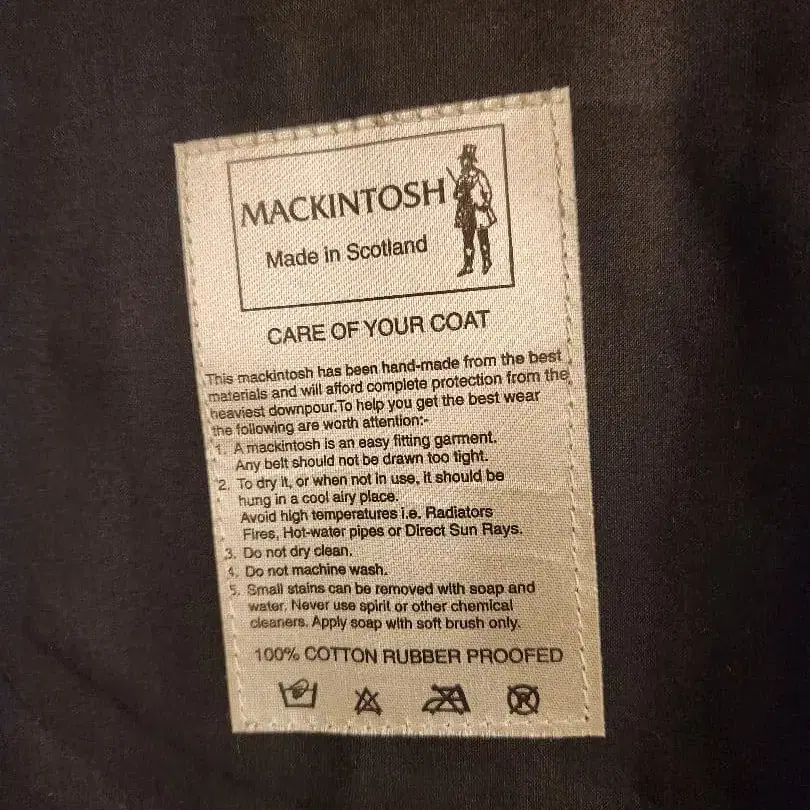 MACKINTOSH
Made in Scotland
CARE OF YOUR COAT
This mackintosh has been hand-made from the best
materials and will afford complete protection from the
heaviest downpour.To help you get the best wear
the following are worth attention:-
1. A mackintosh is an easy fitting garment.
Any belt should not be drawn too tight.
2. To dry it, or when not in use, it should be
hung in a cool airy place.
Avoid high temperatures i.e. Radiators
Fires, Hot-water pipes or Direct Sun Rays.
3. Do not dry clean.
4. Do not machine wash.
5. Small stains can be removed with soap and
water. Never use spirit or other chemical
cleaners. Apply soap with soft brush only.
100% COTTON RUBBER PROOFED